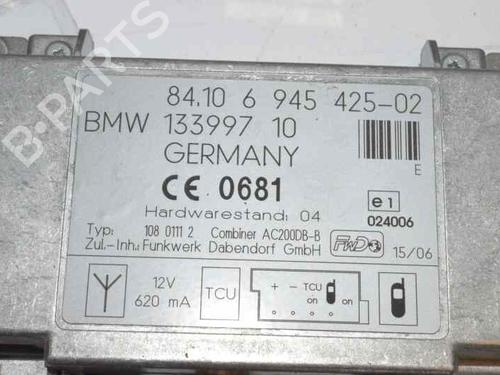 84.10 6 945 425-02
BMW 133997 10
GERMANY
E
CE 0681
e1
Hardwarestand: 04
024006
Typ: 108 0111 2 Combiner AC200DB-B
Zul.-Inh.: Funkwerk Dabendorf GmbH
FWD
15/06
12V
620 mA
TCU
+ - TCU
on on
B-PARTS